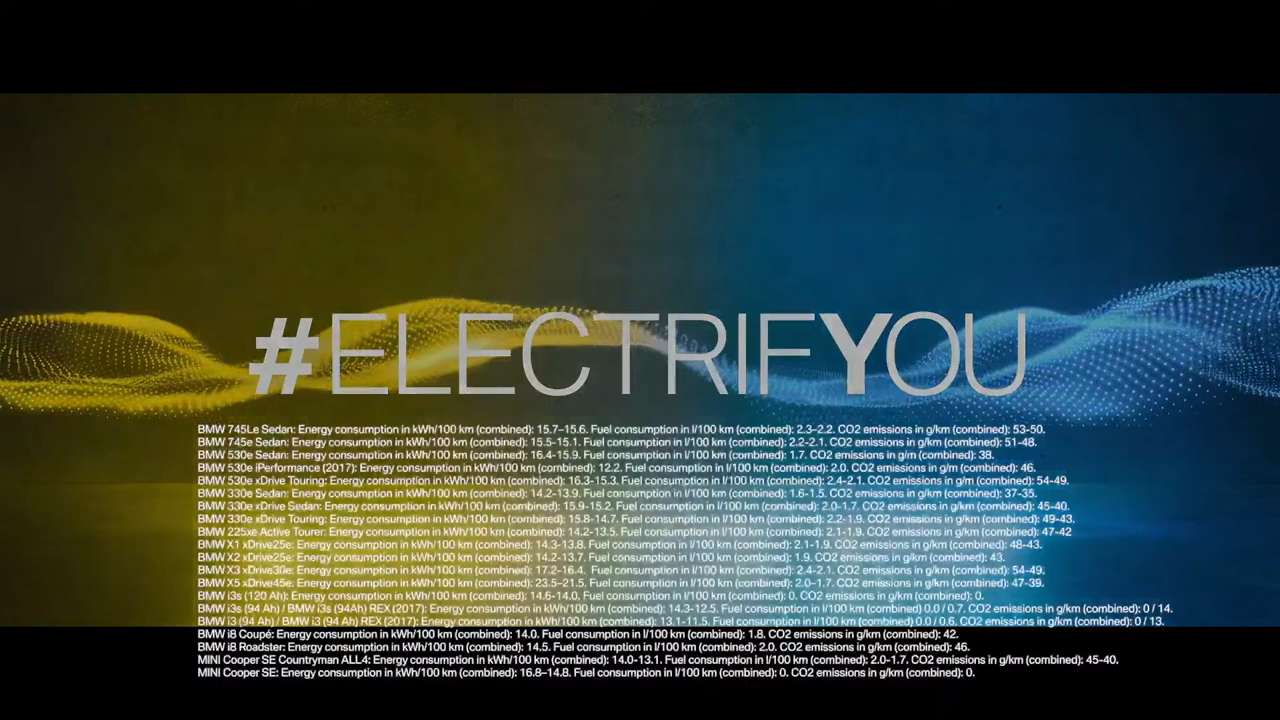 #ELECTRIFYOU
BMW 745Le Sedan: Energy consumption in kWh/100 km (combined): 15.7–15.6. Fuel consumption in l/100 km (combined): 2.3–2.2. CO2 emissions in g/km (combined): 53-50.
BMW 745e Sedan: Energy consumption in kWh/100 km (combined): 15.5-15.1. Fuel consumption in l/100 km (combined): 2.2-2.1. CO2 emissions in g/km (combined): 51-48.
BMW 530e Sedan: Energy consumption in kWh/100 km (combined): 16.4-15.9. Fuel consumption in l/100 km (combined): 1.7. CO2 emissions in g/m (combined): 38.
BMW 530e iPerformance (2017): Energy consumption in kWh/100 km (combined): 12.2. Fuel consumption in l/100 km (combined): 2.0. CO2 emissions in g/km (combined): 46.
BMW 530e xDrive Touring: Energy consumption in kWh/100 km (combined): 16.3-15.3. Fuel consumption in l/100 km (combined): 2.4-2.1. CO2 emissions in g/km (combined): 54-49.
BMW 330e Sedan: Energy consumption in kWh/100 km (combined): 14.2-13.9. Fuel consumption in l/100 km (combined): 1.6-1.5. CO2 emissions in g/km (combined): 37-35.
BMW 330e xDrive Sedan: Energy consumption in kWh/100 km (combined): 15.9-15.2. Fuel consumption in l/100 km (combined): 2.0-1.7. CO2 emissions in g/km (combined): 45-40.
BMW 330e xDrive Touring: Energy consumption in kWh/100 km (combined): 15.8-14.7. Fuel consumption in l/100 km (combined): 2.2-1.9. CO2 emissions in g/km (combined): 49-43.
BMW 225xe Active Tourer: Energy consumption in kWh/100 km (combined): 14.2-13.5. Fuel consumption in l/100 km (combined): 2.1-1.9. CO2 emissions in g/km (combined): 47-42
BMW X1 xDrive25e: Energy consumption in kWh/100 km (combined): 14.3-13.8. Fuel consumption in l/100 km (combined): 2.1-1.9. CO2 emissions in g/km (combined): 48-43.
BMW X2 xDrive25e: Energy consumption in kWh/100 km (combined): 14.2-13.7. Fuel consumption in l/100 km (combined): 1.9. CO2 emissions in g/km (combined): 43.
BMW X3 xDrive30e: Energy consumption in kWh/100 km (combined): 17.2-16.4. Fuel consumption in l/100 km (combined): 2.4-2.1. CO2 emissions in g/km (combined): 54-49.
BMW X5 xDrive45e: Energy consumption in kWh/100 km (combined): 23.5-21.5. Fuel consumption in l/100 km (combined): 2.0–1.7. CO2 emissions in g/km (combined): 47-39.
BMW i3s (120 Ah): Energy consumption in kWh/100 km (combined): 14.6-14.0. Fuel consumption in l/100 km (combined): 0. CO2 emissions in g/km (combined): 0.
BMW i3s (94 Ah) / BMW i3s (94Ah) REX (2017): Energy consumption in kWh/100 km (combined): 14.3-12.5. Fuel consumption in l/100 km (combined) 0.0 / 0.7. CO2 emissions in g/km (combined): 0 / 14.
BMW i3 (94 Ah) / BMW i3 (94 Ah) REX (2017): Energy consumption in kWh/100 km (combined): 13.1-11.5. Fuel consumption in l/100 km (combined) 0.0 / 0.6. CO2 emissions in g/km (combined): 0 / 13.
BMW i8 Coupé: Energy consumption in kWh/100 km (combined): 14.0. Fuel consumption in l/100 km (combined): 1.8. CO2 emissions in g/km (combined): 42.
BMW i8 Roadster: Energy consumption in kWh/100 km (combined): 14.5. Fuel consumption in l/100 km (combined): 2.0. CO2 emissions in g/km (combined): 46.
MINI Cooper SE Countryman ALL4: Energy consumption in kWh/100 km (combined): 14.0-13.1. Fuel consumption in l/100 km (combined): 2.0-1.7. CO2 emissions in g/km (combined): 45-40.
MINI Cooper SE: Energy consumption in kWh/100 km (combined): 16.8–14.8. Fuel consumption in l/100 km (combined): 0. CO2 emissions in g/km (combined): 0.